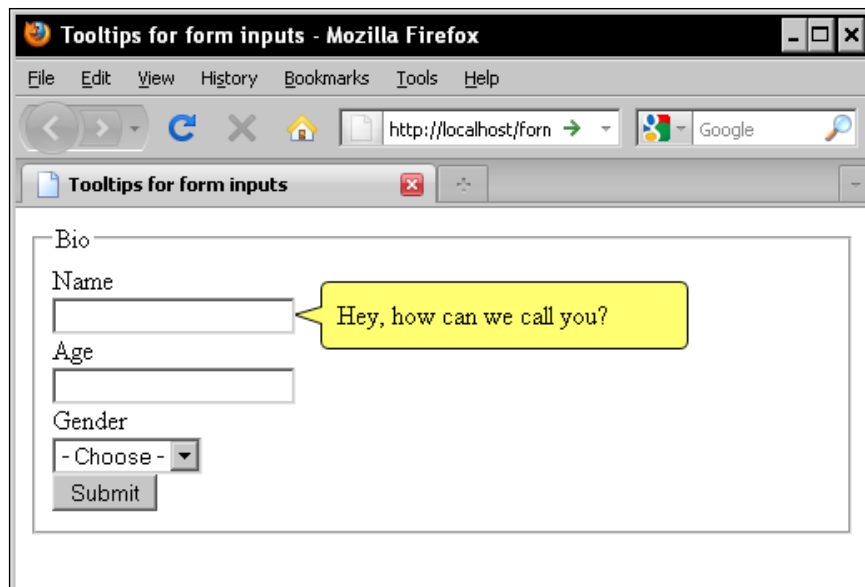 Tooltips for form inputs - Mozilla Firefox
File Edit View History Bookmarks Tools Help
http://localhost/forn Google
Tooltips for form inputs
Bio
Name
Hey, how can we call you?
Age
Gender
- Choose -
Submit